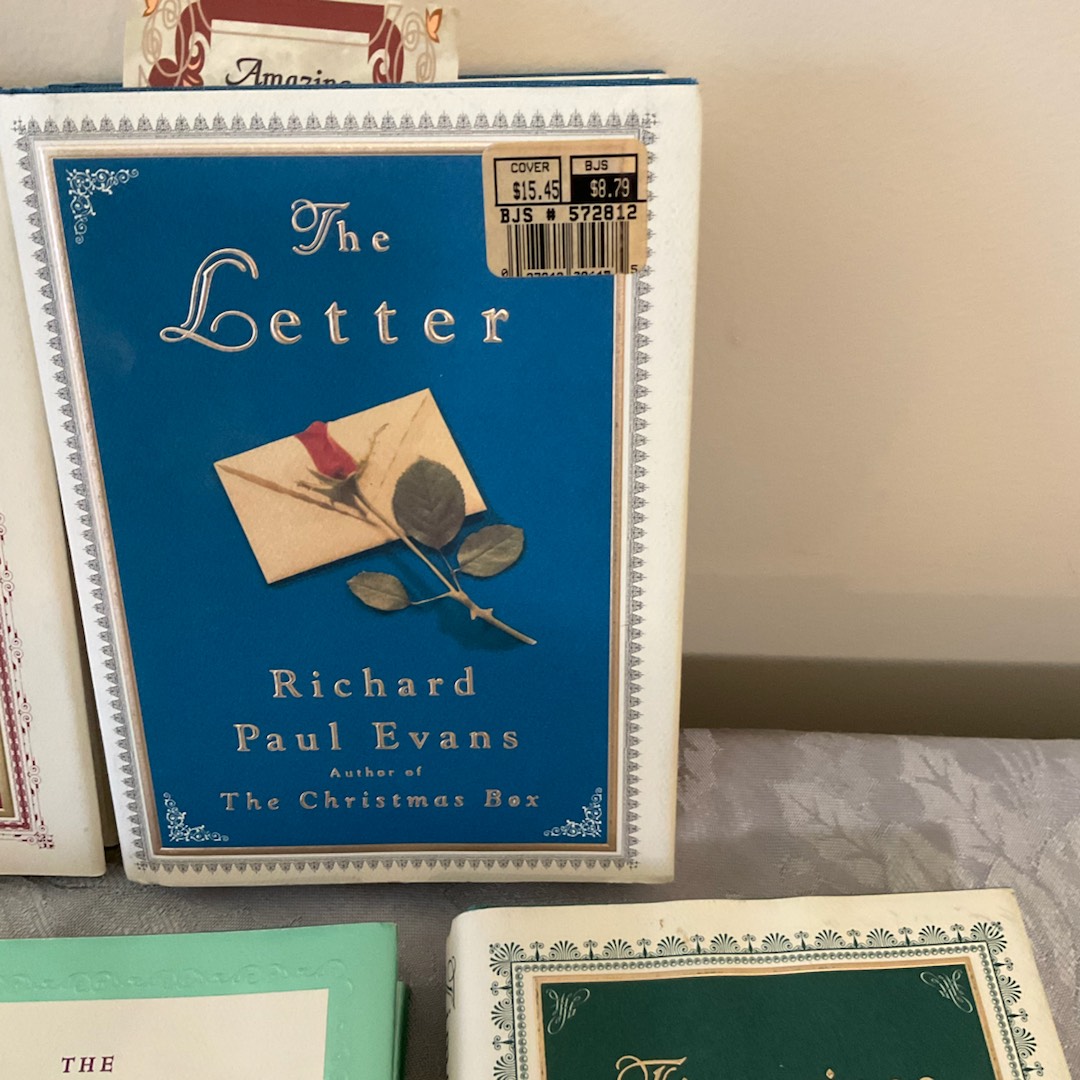 Amazing
COVER BJS
$15.45 $8.79
BJS # 572812
The
Letter
Richard
Paul Evans
Author of
The Christmas Box
THE